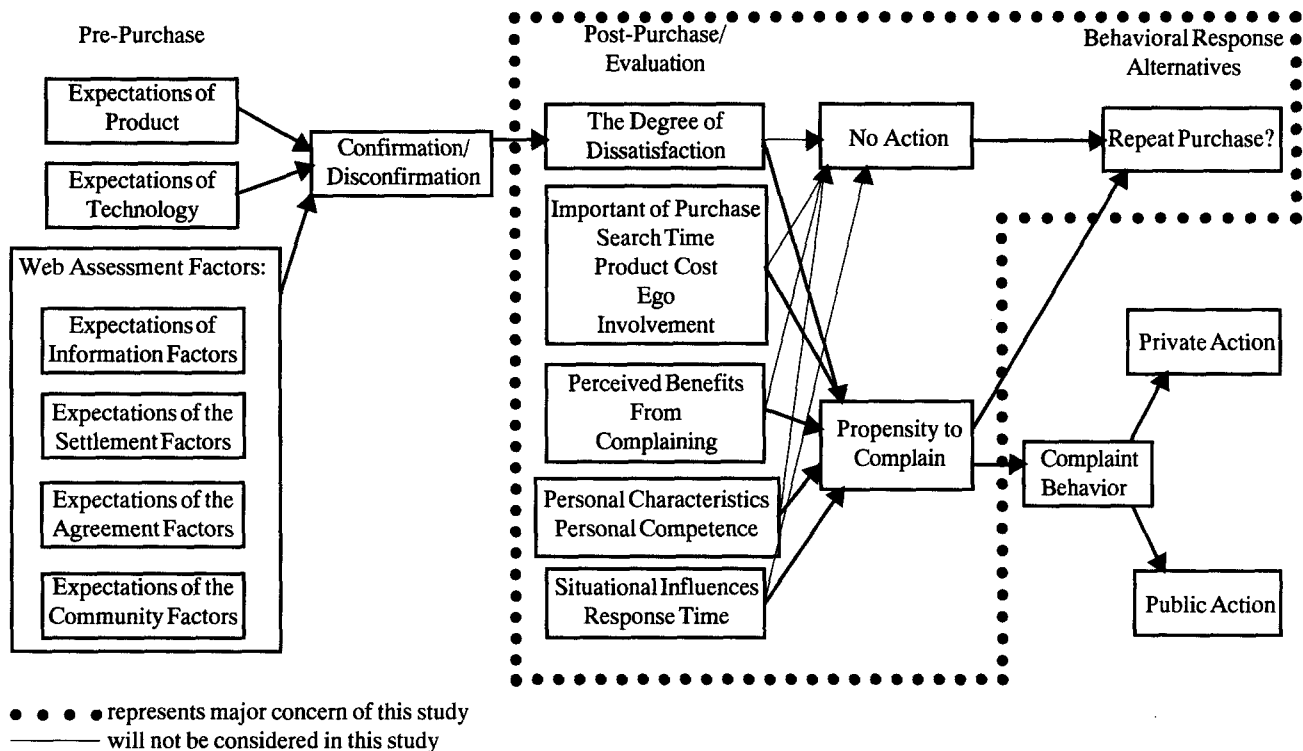 Pre-Purchase
Expectations of
Product
Expectations of
Technology
Web Assessment Factors:
Expectations of
Information Factors
Expectations of the
Settlement Factors
Expectations of the
Agreement Factors
Expectations of the
Community Factors
Confirmation/
Disconfirmation
Post-Purchase/
Evaluation
The Degree of
Dissatisfaction
Important of Purchase
Search Time
Product Cost
Ego
Involvement
Perceived Benefits
From
Complaining
Personal Characteristics
Personal Competence
Situational Influences
Response Time
No Action
Propensity to
Complain
Behavioral Response
Alternatives
Repeat Purchase?
Private Action
Complaint
Behavior
Public Action
represents major concern of this study
will not be considered in this study